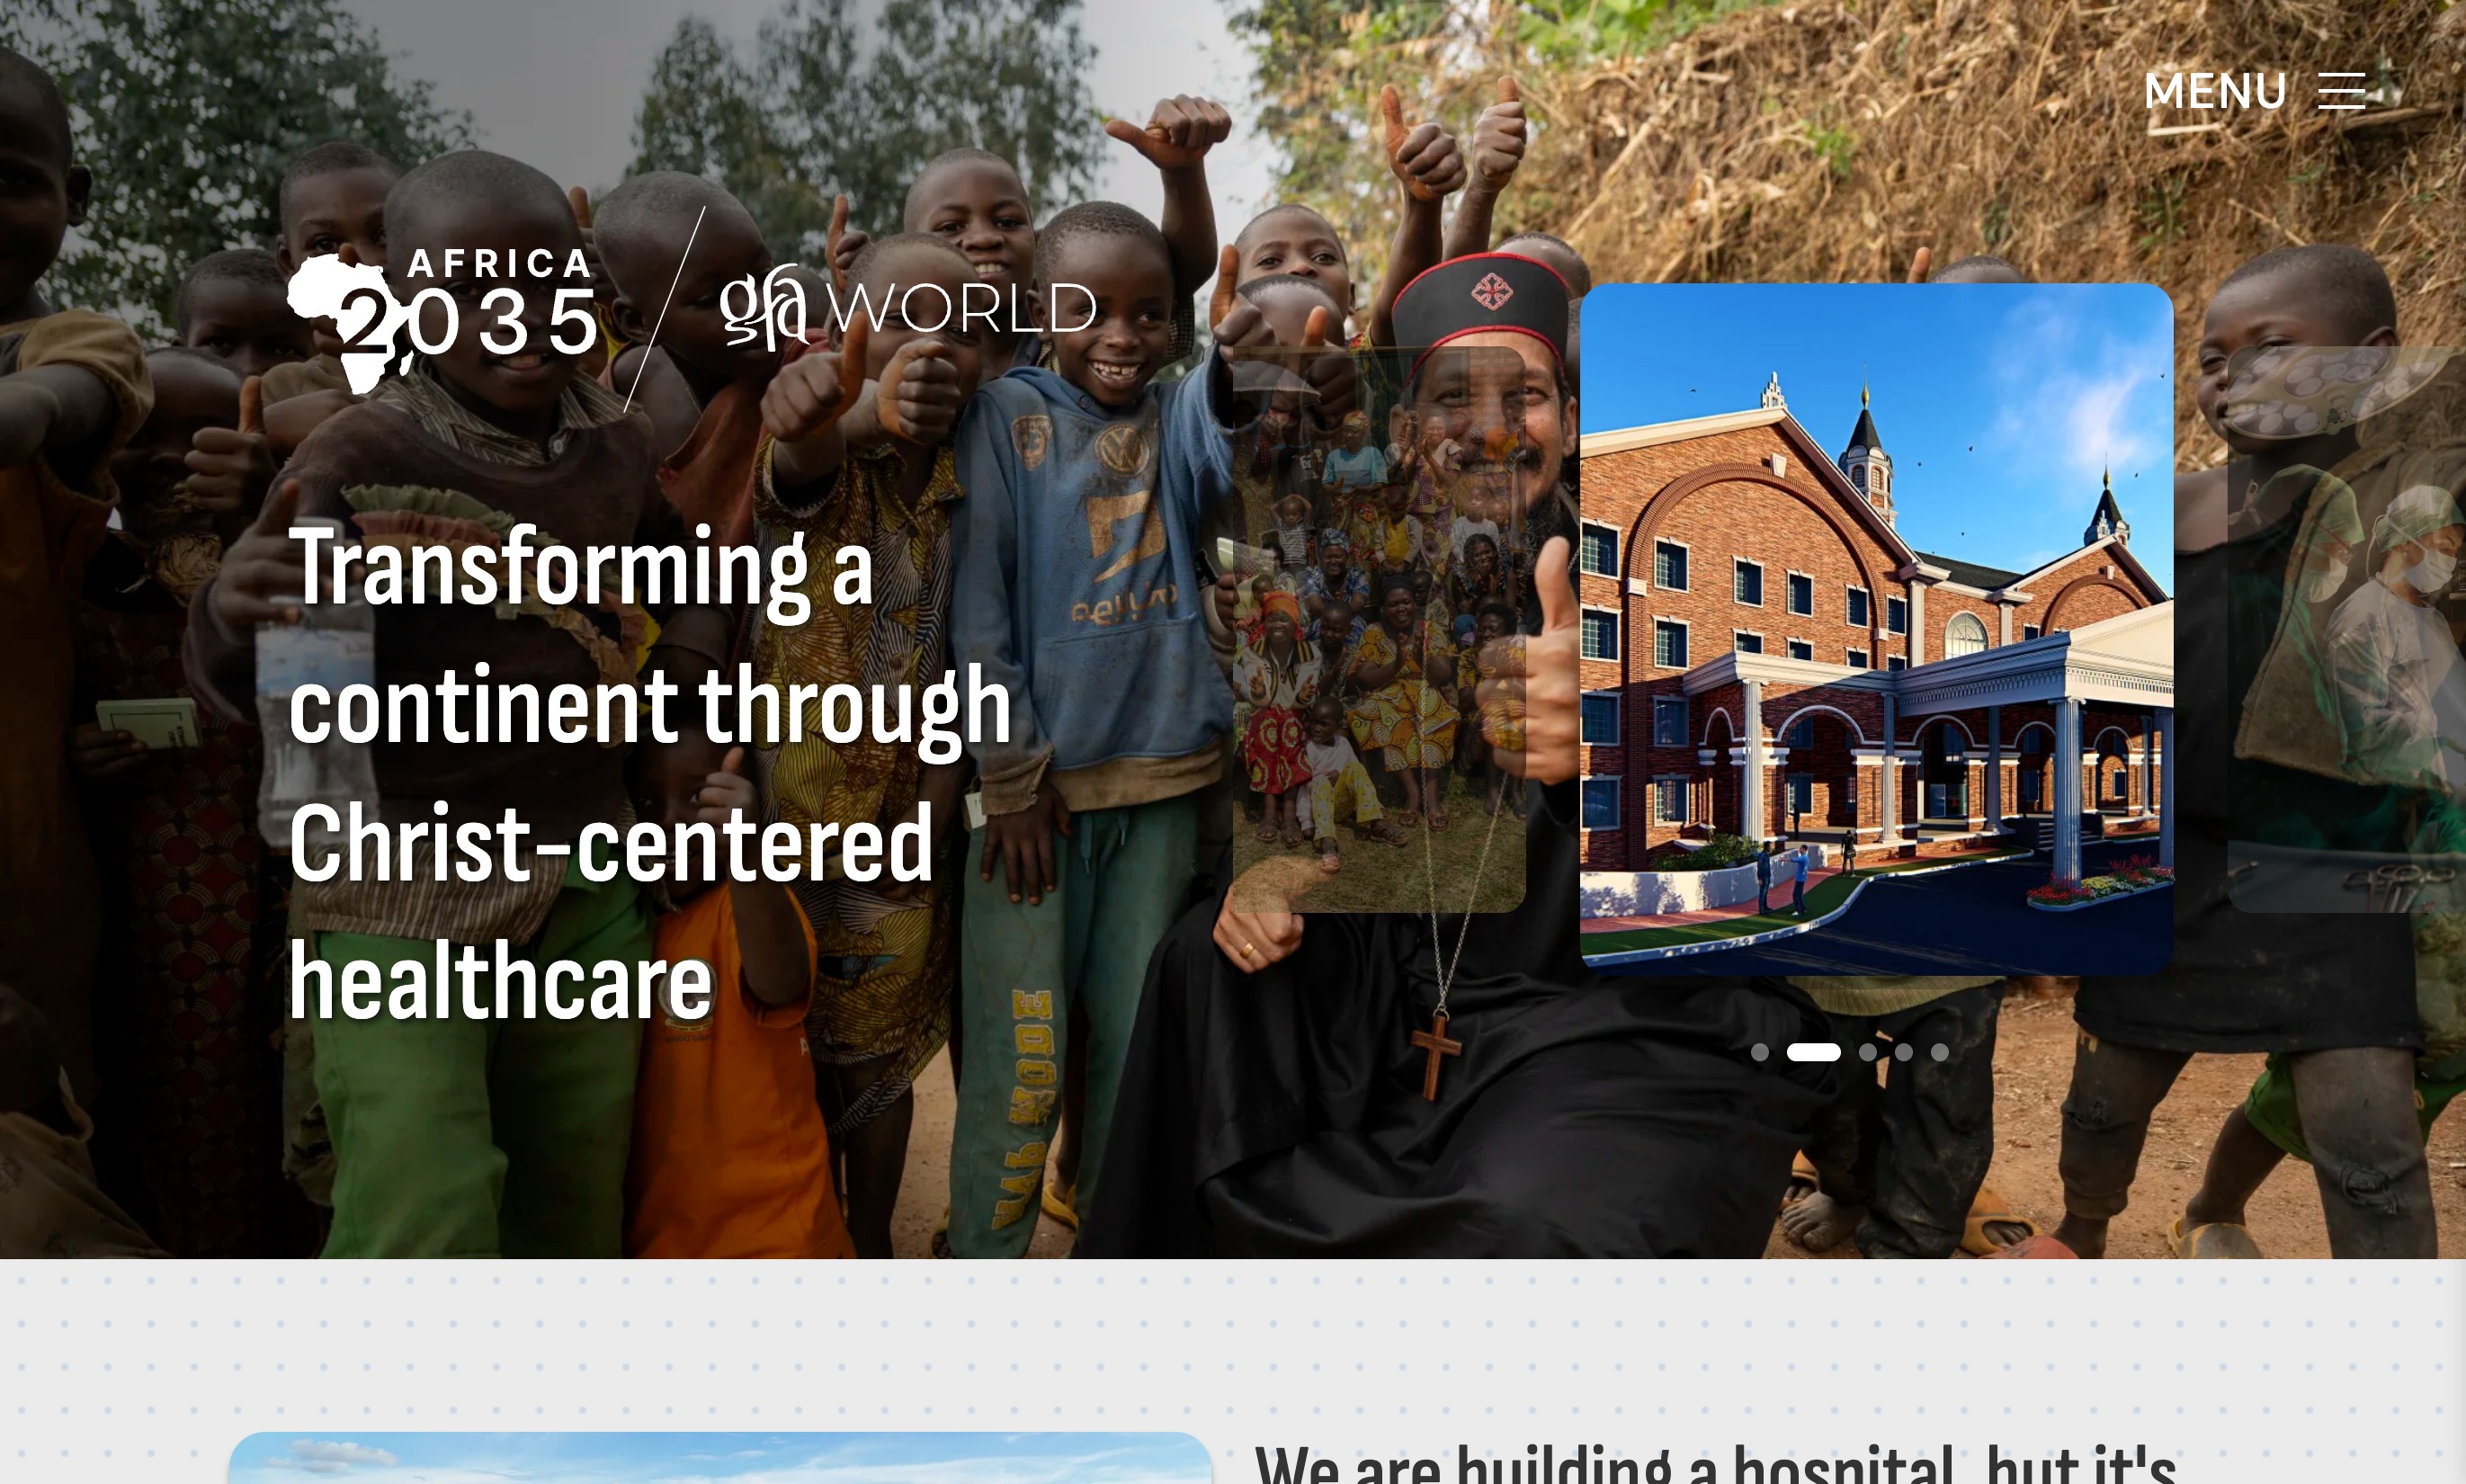 MENU
AFRICA
2035
gfa WORLD
Transforming a
continent through
Christ-centered
healthcare
We are building a hospital, but it's